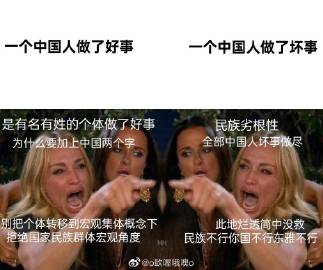 一个中国人做了好事
一个中国人做了坏事
是有名有姓的个体做了好事
为什么要加上中国两个字
别把个体转移到宏观集体概念下
拒绝国家民族群体宏观角度
民族劣根性
全部中国人坏事做尽
此地烂透简中没救
民族不行你国不行东雅不行
@o欧喔哦澳o